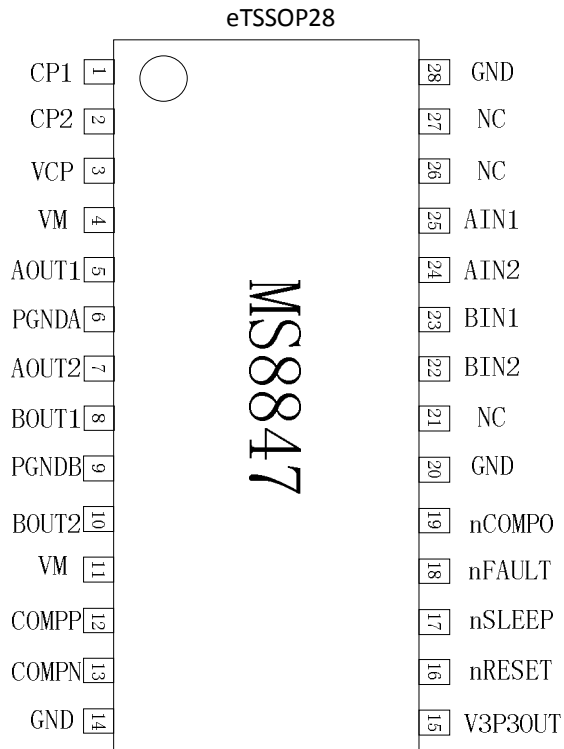 eTSSOP28
CP1 1 28 GND
CP2 2 27 NC
VCP 3 26 NC
VM 4 25 AIN1
AOUT1 5 24 AIN2
PGNDA 6 23 BIN1
AOUT2 7 22 BIN2
BOUT1 8 21 NC
PGNDB 9 20 GND
BOUT2 10 19 nCOMPO
VM 11 18 nFAULT
COMPP 12 17 nSLEEP
COMPN 13 16 nRESET
GND 14 15 V3P3OUT
MS8847